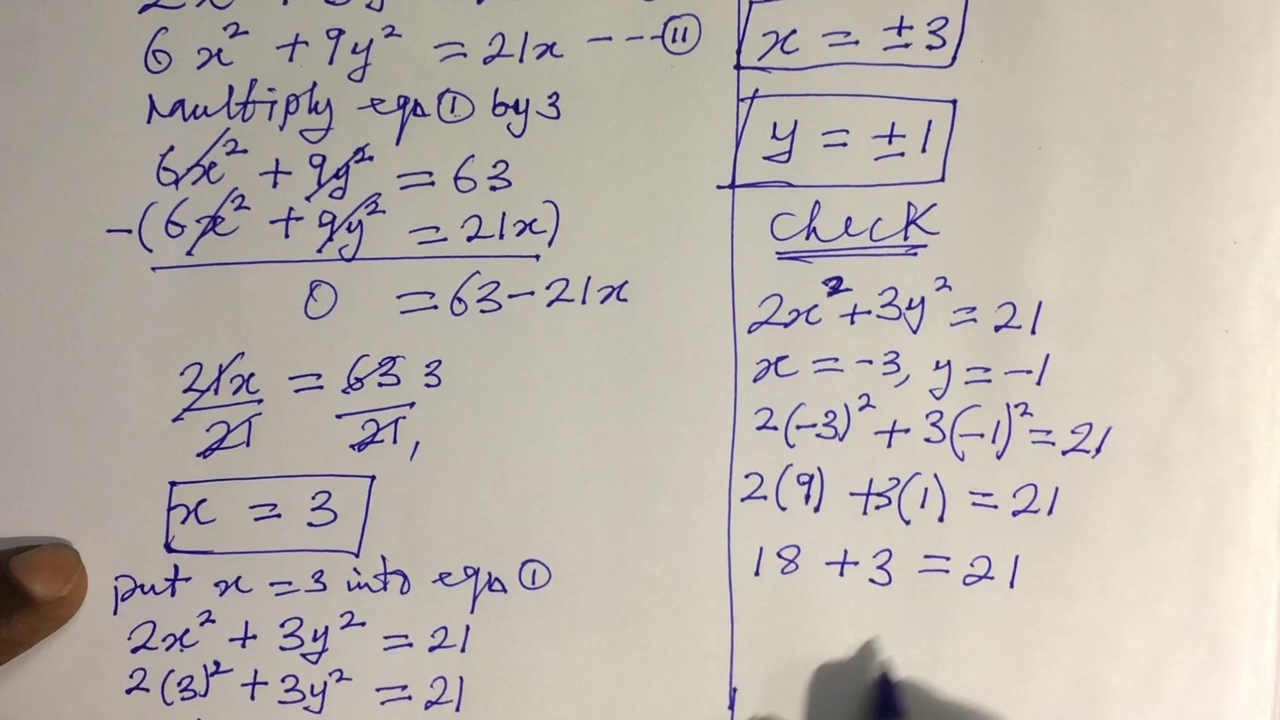 6x² + 9y² = 21x ---(11)
Multiply eqn (1) by 3
6x² + 9y² = 63
-(6x² + 9y² = 21x)
0 = 63 - 21x
21x = 63 3
21 21 1
x = 3
put x = 3 into eqn (1)
2x² + 3y² = 21
2(3)² + 3y² = 21
x = ±3
y = ±1
Check
2x² + 3y² = 21
x = -3, y = -1
2(-3)² + 3(-1)² = 21
2(9) + 3(1) = 21
18 + 3 = 21